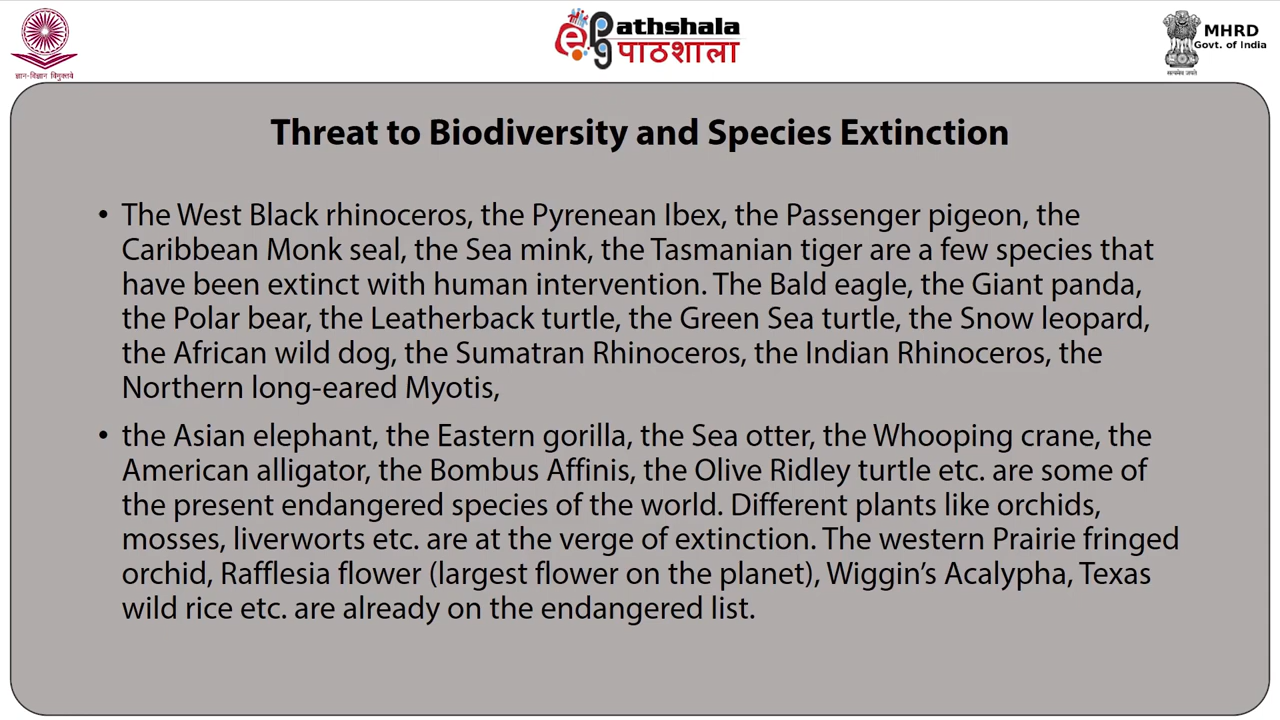 ज्ञान-विज्ञान विमुक्तये
ePathshala
पाठशाला
MHRD
Govt. of India
सत्यमेव जयते
Threat to Biodiversity and Species Extinction
• The West Black rhinoceros, the Pyrenean Ibex, the Passenger pigeon, the
Caribbean Monk seal, the Sea mink, the Tasmanian tiger are a few species that
have been extinct with human intervention. The Bald eagle, the Giant panda,
the Polar bear, the Leatherback turtle, the Green Sea turtle, the Snow leopard,
the African wild dog, the Sumatran Rhinoceros, the Indian Rhinoceros, the
Northern long-eared Myotis,
• the Asian elephant, the Eastern gorilla, the Sea otter, the Whooping crane, the
American alligator, the Bombus Affinis, the Olive Ridley turtle etc. are some of
the present endangered species of the world. Different plants like orchids,
mosses, liverworts etc. are at the verge of extinction. The western Prairie fringed
orchid, Rafflesia flower (largest flower on the planet), Wiggin’s Acalypha, Texas
wild rice etc. are already on the endangered list.